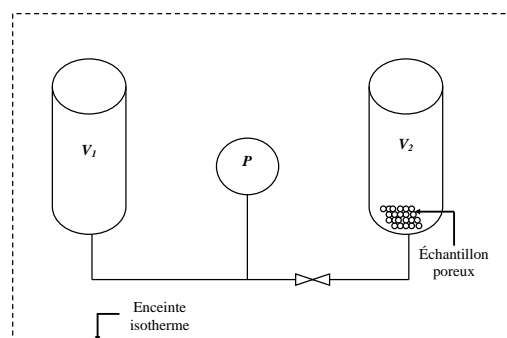 V1
P
V2
Échantillon
poreux
Enceinte
isotherme